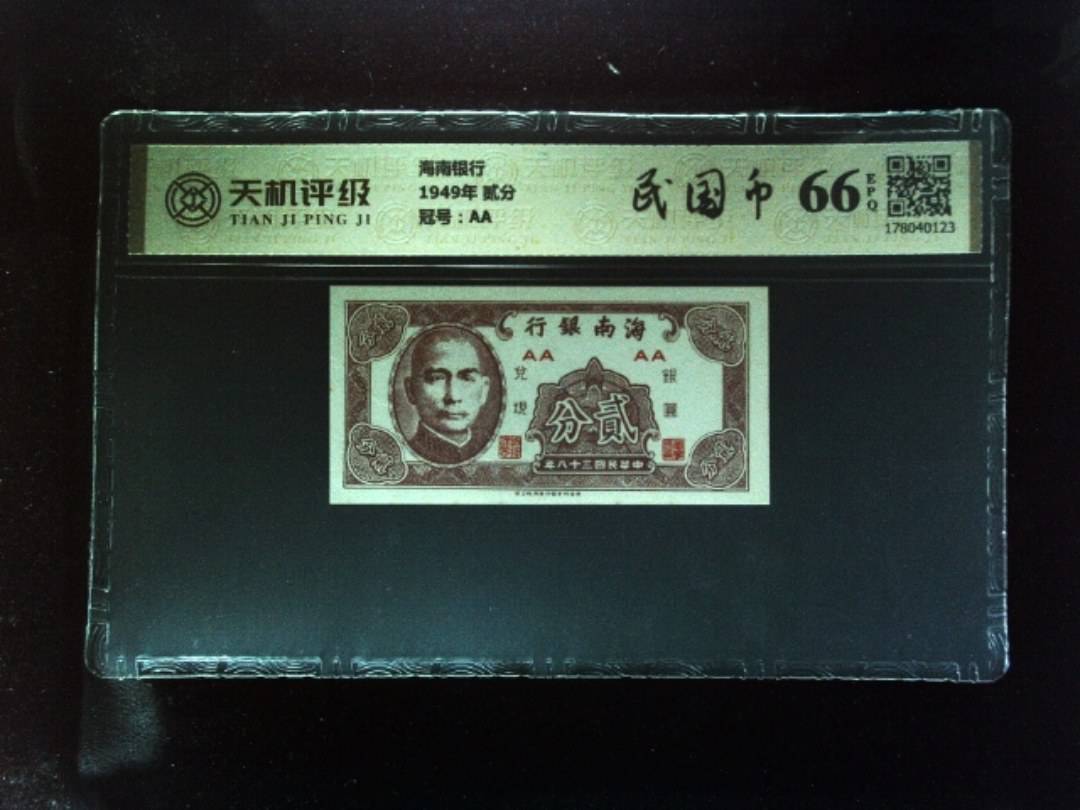 天机评级
TIAN JI PING JI
海南银行
1949年 贰分
冠号：AA
民国币
66
EPQ
178040123
行銀南海
AA AA
兌現
銀圓
分貳
年八十三國民華中